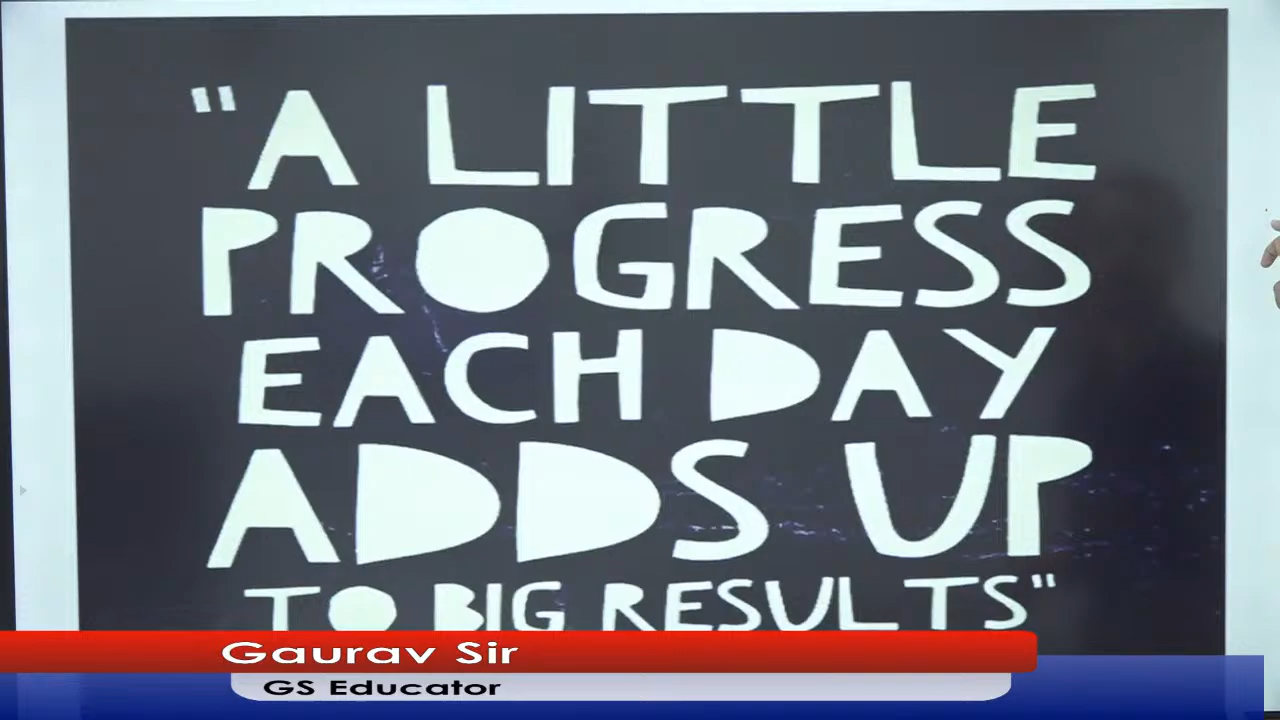 "A LITTLE
PROGRESS
EACH DAY
ADDS UP
TO BIG RESULTS"
Gaurav Sir
GS Educator